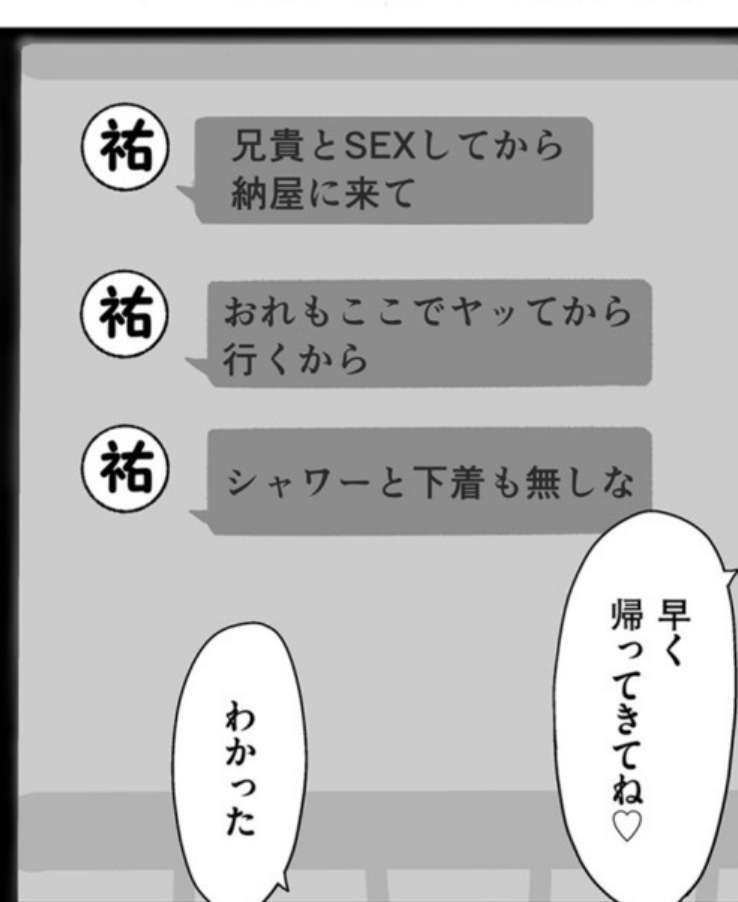 祐
兄貴とSEXしてから
納屋に来て
祐
おれもここでヤッてから
行くから
祐
シャワーと下着も無しな
早く
帰ってきてね♡
わかった